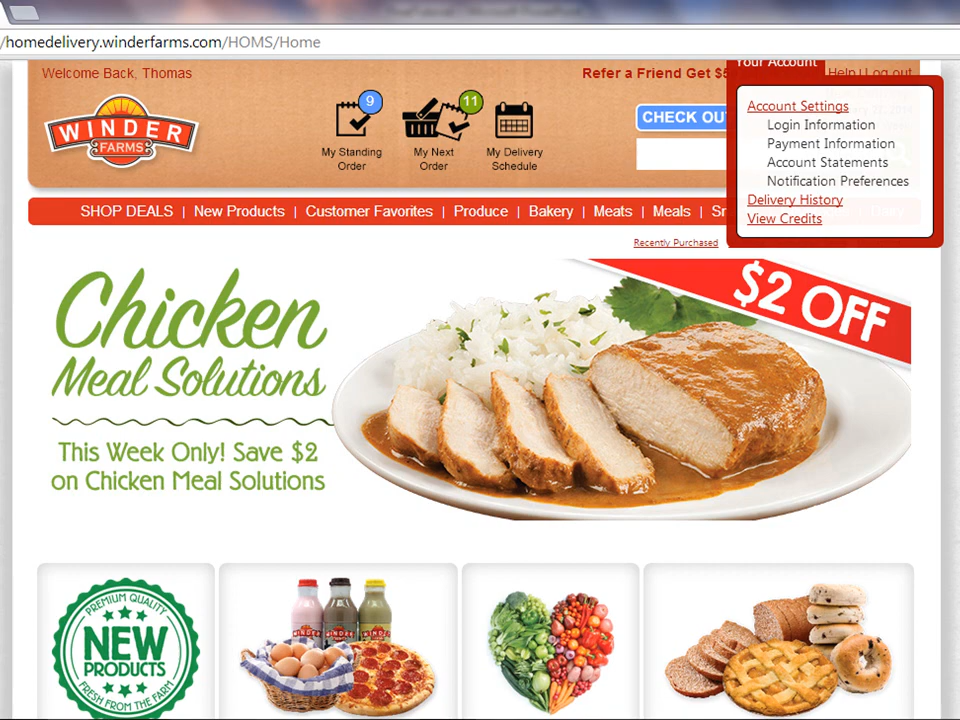 /homedelivery.winderfarms.com/HOMS/Home
Welcome Back, Thomas
Refer a Friend Get $5
Your Account
Help | Log out
WINDER
FARMS
9
11
My Standing
Order
My Next
Order
My Delivery
Schedule
CHECK OU
Account Settings
Login Information
Payment Information
Account Statements
Notification Preferences
Delivery History
View Credits
SHOP DEALS | New Products | Customer Favorites | Produce | Bakery | Meats | Meals | Sn
Recently Purchased
$2 OFF
Chicken
Meal Solutions
This Week Only! Save $2
on Chicken Meal Solutions
PREMIUM QUALITY
NEW
PRODUCTS
FRESH FROM THE FARM
WINDER
WINDER
WINDER